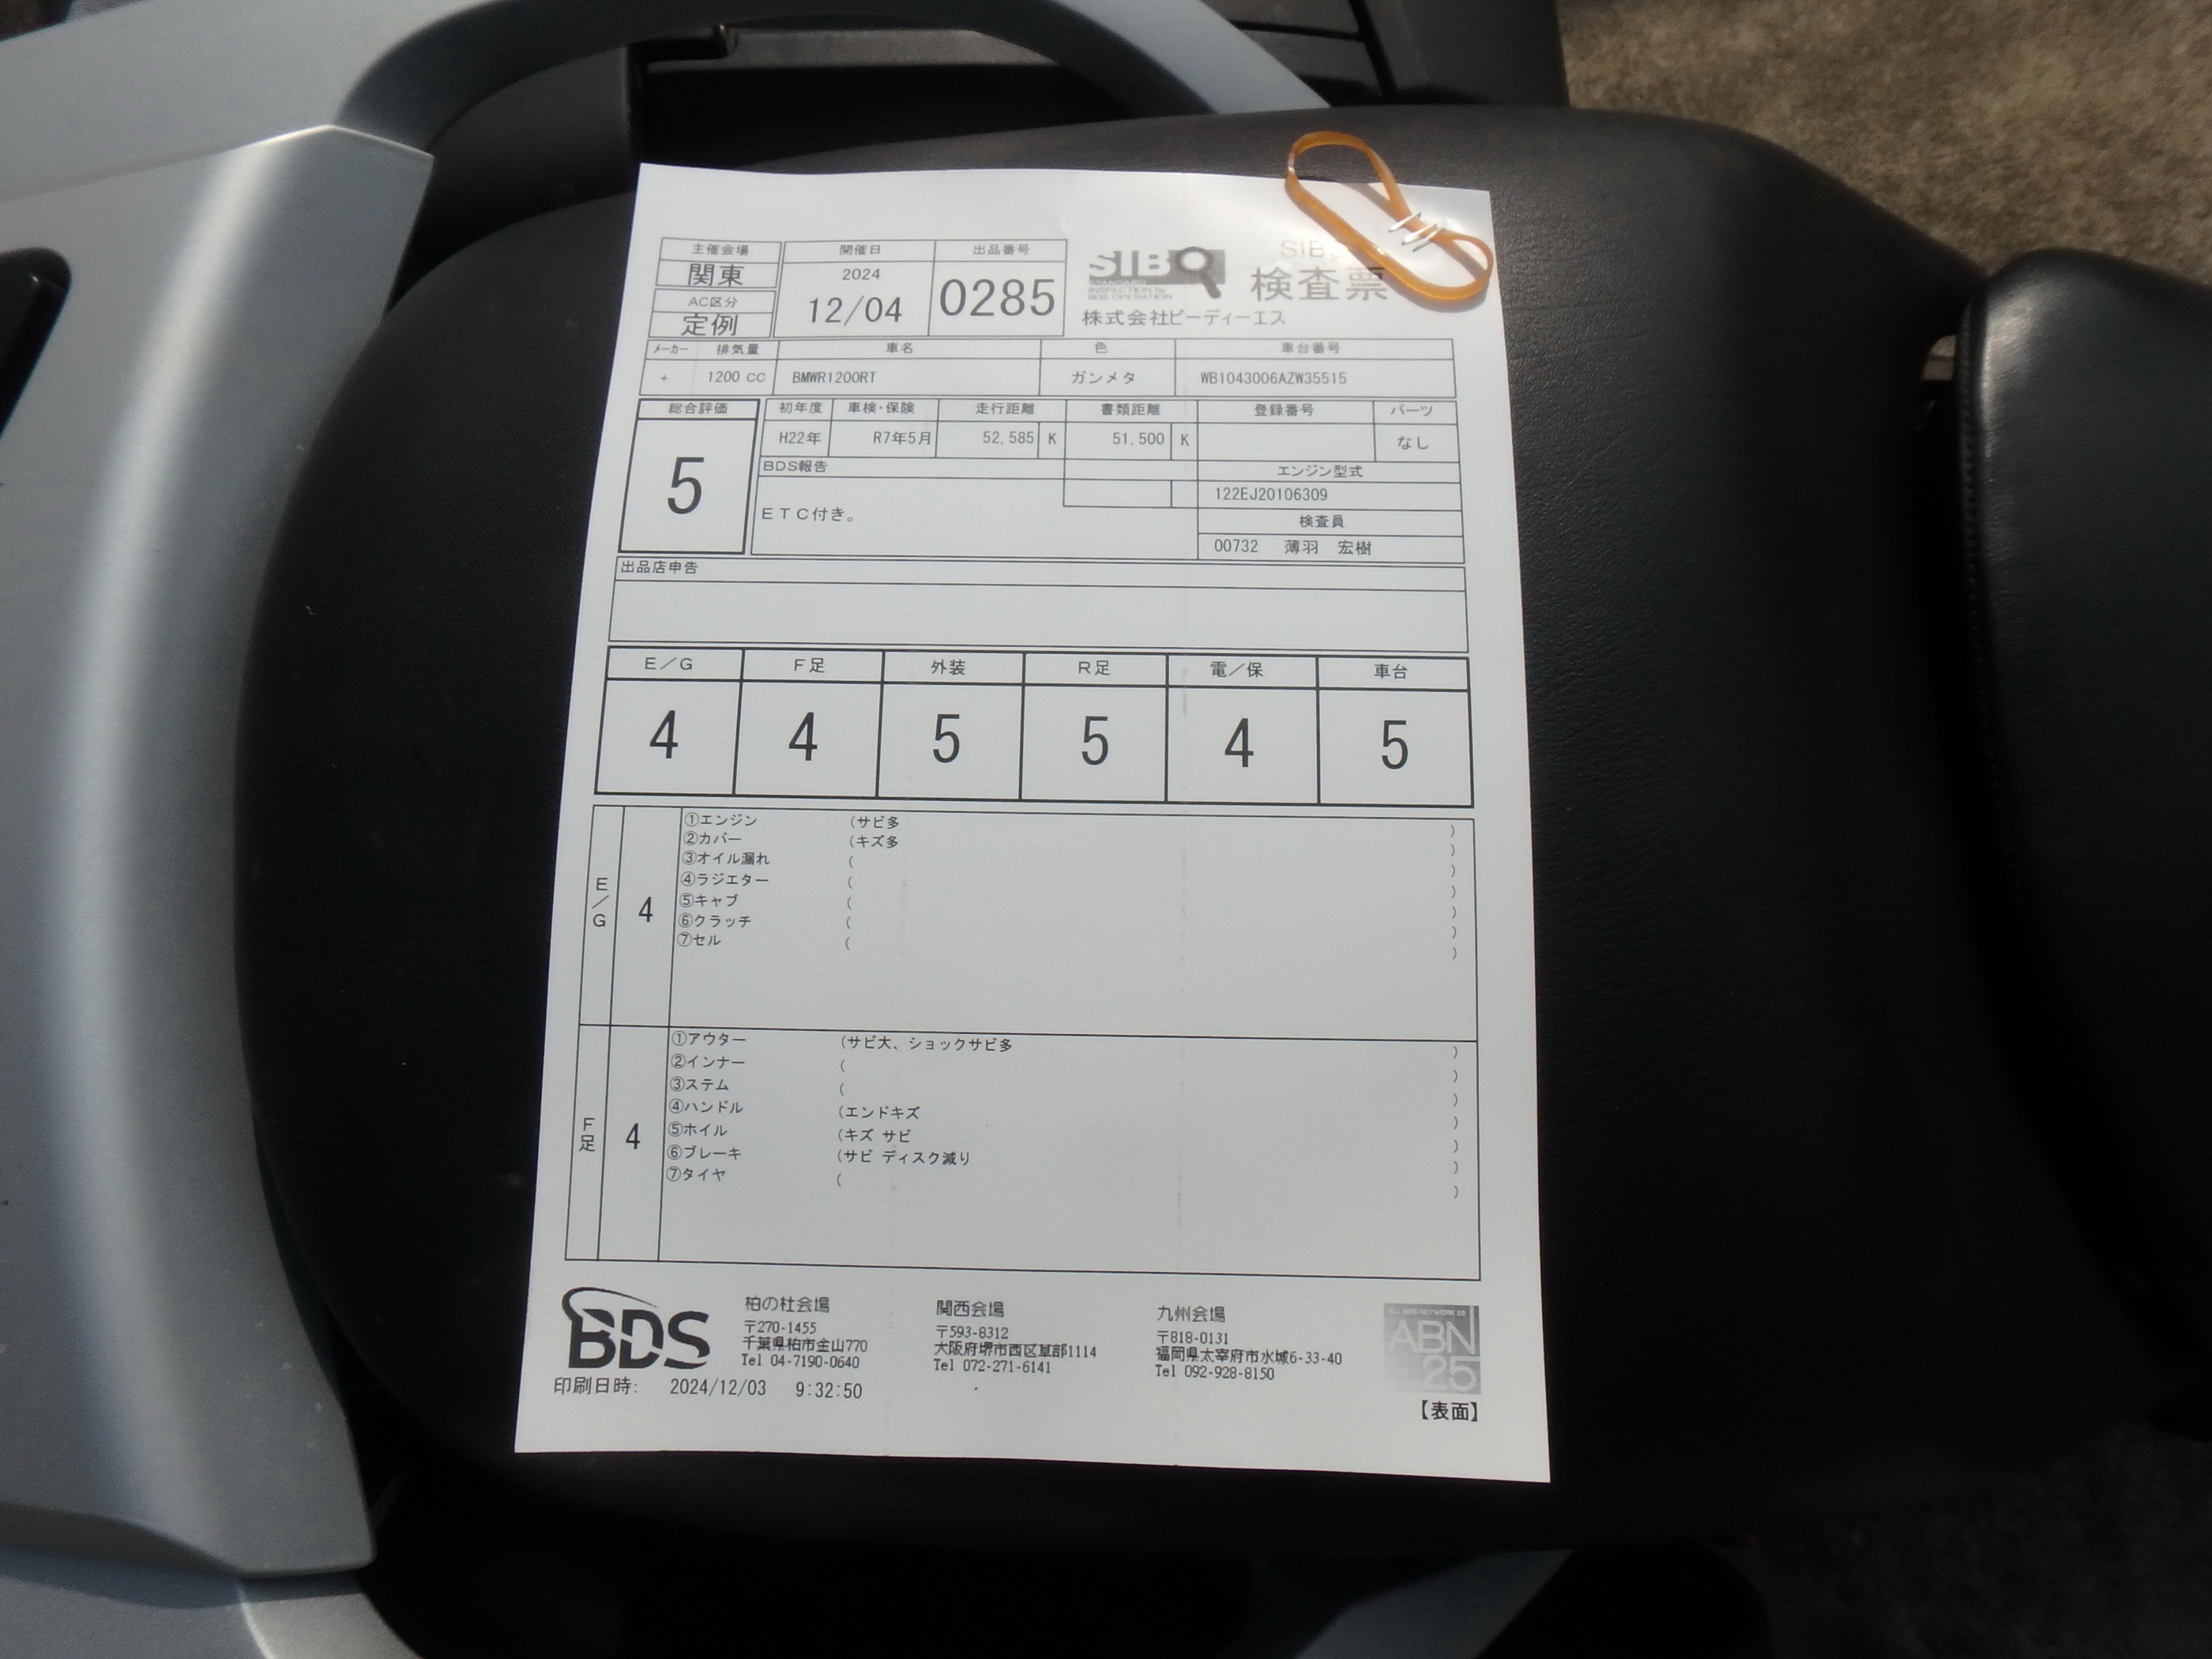 主催会場 開催日 出品番号
関東 2024 12/04 0285
AC区分
定例
SIB
STANDARD
INSPECTION by
BDS OPERATION
SIB
検査票
株式会社ビーディーエス
メーカー 排気量 車名 色 車台番号
+ 1200 CC BMWR1200RT ガンメタ WB1043006AZW35515
総合評価 初年度 車検・保険 走行距離 書類距離 登録番号 パーツ
5 H22年 R7年5月 52,585 K 51,500 K なし
BDS報告 エンジン型式
122EJ20106309
ETC付き。 検査員
00732 薄羽 宏樹
出品店申告
E/G F足 外装 R足 電/保 車台
4 4 5 5 4 5
E/G 4
①エンジン (サビ多 )
②カバー (キズ多 )
③オイル漏れ ( )
④ラジエター ( )
⑤キャブ ( )
⑥クラッチ ( )
⑦セル ( )
F足 4
①アウター (サビ大、ショックサビ多 )
②インナー ( )
③ステム ( )
④ハンドル (エンドキズ )
⑤ホイル (キズ サビ )
⑥ブレーキ (サビ ディスク減り )
⑦タイヤ ( )
BDS
柏の杜会場
〒270-1455
千葉県柏市金山770
Tel 04-7190-0640
関西会場
〒593-8312
大阪府堺市西区草部1114
Tel 072-271-6141
九州会場
〒818-0131
福岡県太宰府市水城6-33-40
Tel 092-928-8150
ALL BDS NETWORK 25
ABN
25
印刷日時: 2024/12/03 9:32:50
【表面】